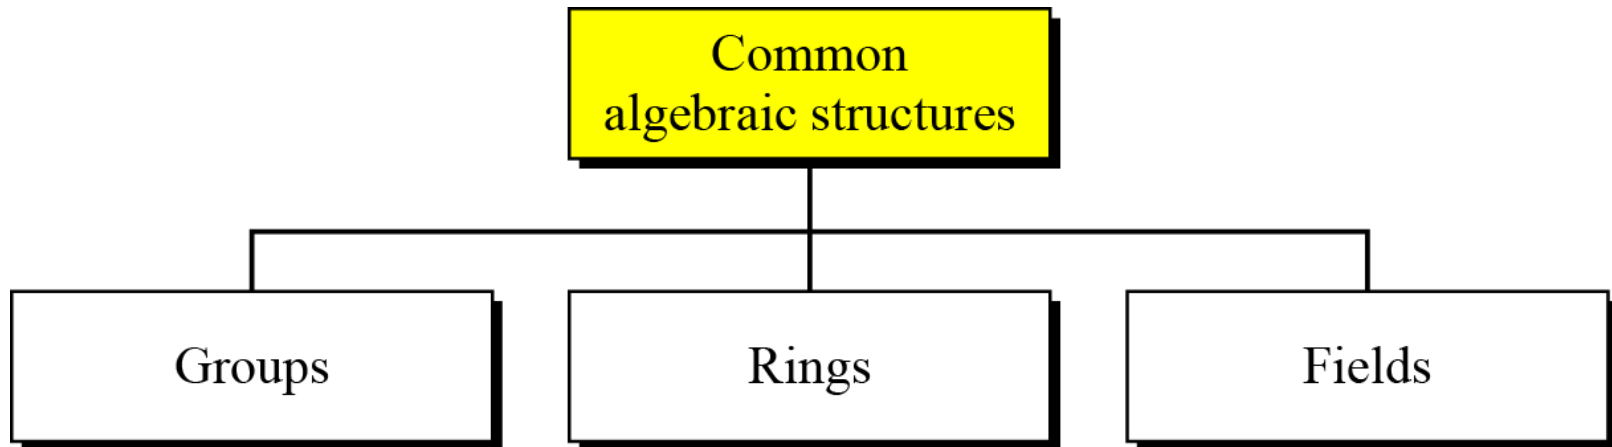 Common
algebraic structures
Groups
Rings
Fields